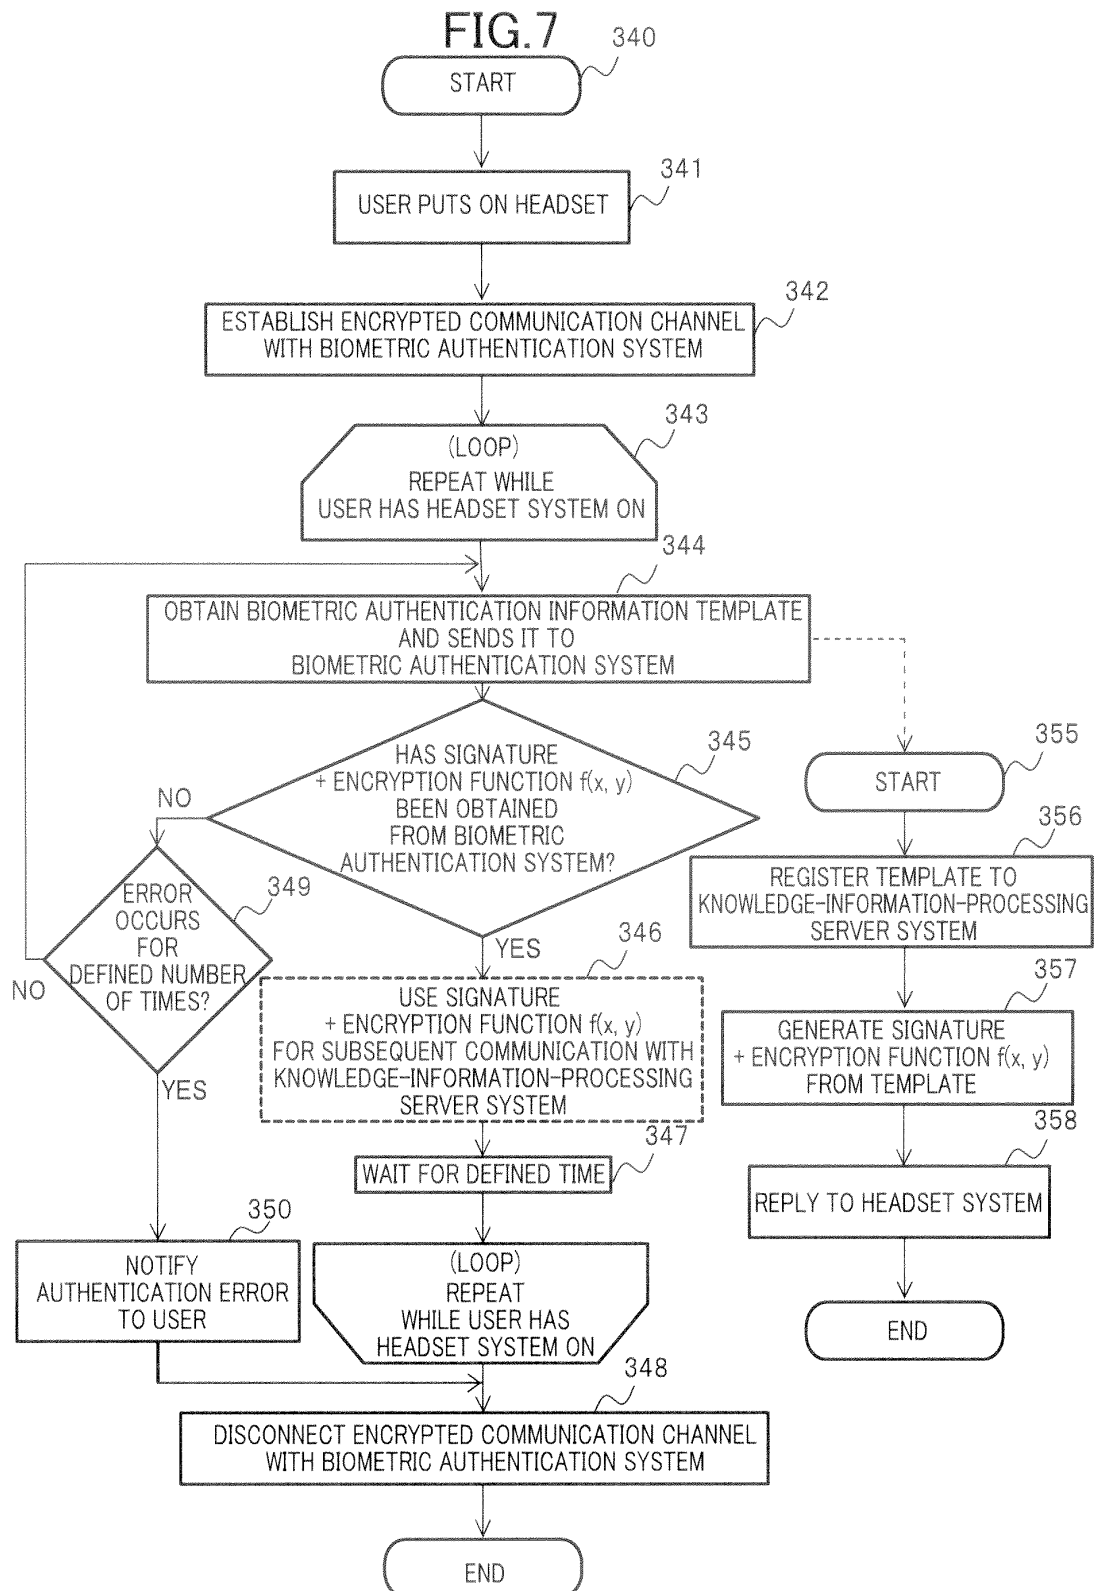 FIG.7
340
START
341
USER PUTS ON HEADSET
342
ESTABLISH ENCRYPTED COMMUNICATION CHANNEL
WITH BIOMETRIC AUTHENTICATION SYSTEM
343
(LOOP)
REPEAT WHILE
USER HAS HEADSET SYSTEM ON
344
OBTAIN BIOMETRIC AUTHENTICATION INFORMATION TEMPLATE
AND SENDS IT TO
BIOMETRIC AUTHENTICATION SYSTEM
345
HAS SIGNATURE
+ ENCRYPTION FUNCTION f(x, y)
BEEN OBTAINED
FROM BIOMETRIC
AUTHENTICATION SYSTEM?
NO
YES
349
ERROR
OCCURS
FOR
DEFINED NUMBER
OF TIMES?
NO
YES
346
USE SIGNATURE
+ ENCRYPTION FUNCTION f(x, y)
FOR SUBSEQUENT COMMUNICATION WITH
KNOWLEDGE-INFORMATION-PROCESSING
SERVER SYSTEM
347
WAIT FOR DEFINED TIME
350
NOTIFY
AUTHENTICATION ERROR
TO USER
(LOOP)
REPEAT
WHILE USER HAS
HEADSET SYSTEM ON
348
DISCONNECT ENCRYPTED COMMUNICATION CHANNEL
WITH BIOMETRIC AUTHENTICATION SYSTEM
END
355
START
356
REGISTER TEMPLATE TO
KNOWLEDGE-INFORMATION-PROCESSING
SERVER SYSTEM
357
GENERATE SIGNATURE
+ ENCRYPTION FUNCTION f(x, y)
FROM TEMPLATE
358
REPLY TO HEADSET SYSTEM
END